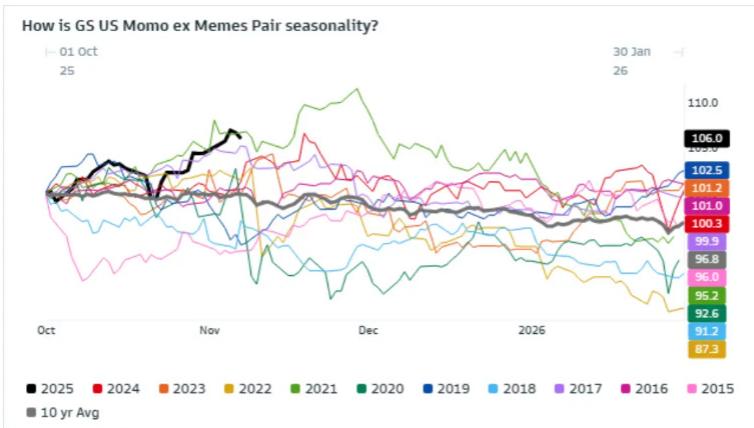 How is GS US Momo ex Memes Pair seasonality?
01 Oct
25
30 Jan
26
110.0
106.0
105.0
102.5
101.2
101.0
100.3
99.9
96.8
96.0
95.2
92.6
91.2
87.3
Oct Nov Dec 2026
2025 2024 2023 2022 2021 2020 2019 2018 2017 2016 2015
10 yr Avg